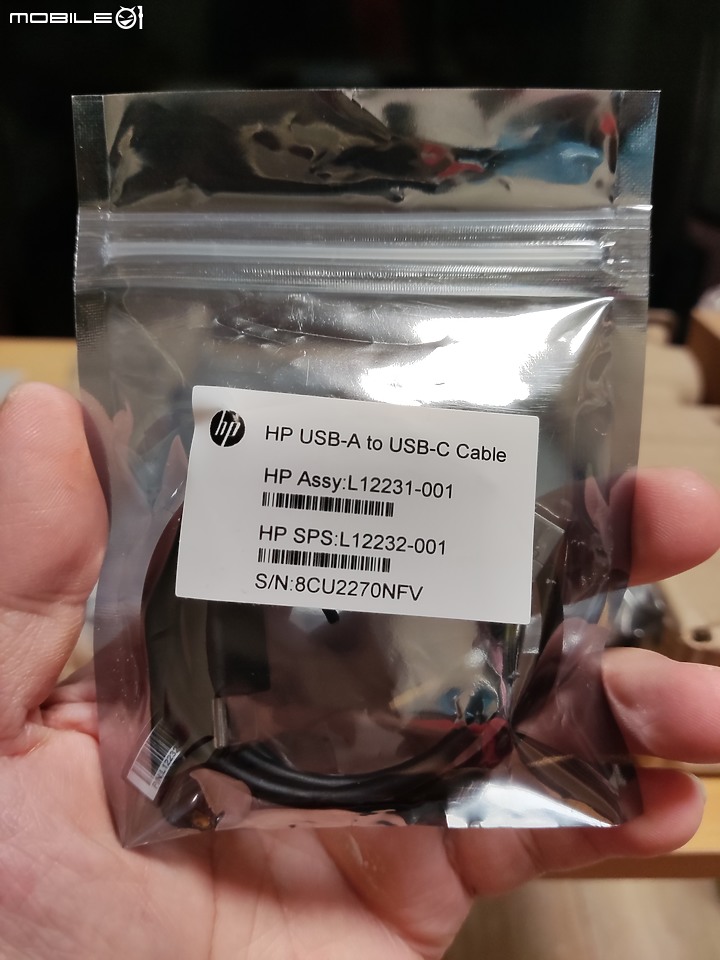 MOBILE01
hp
HP USB-A to USB-C Cable
HP Assy:L12231-001
HP SPS:L12232-001
S/N:8CU2270NFV